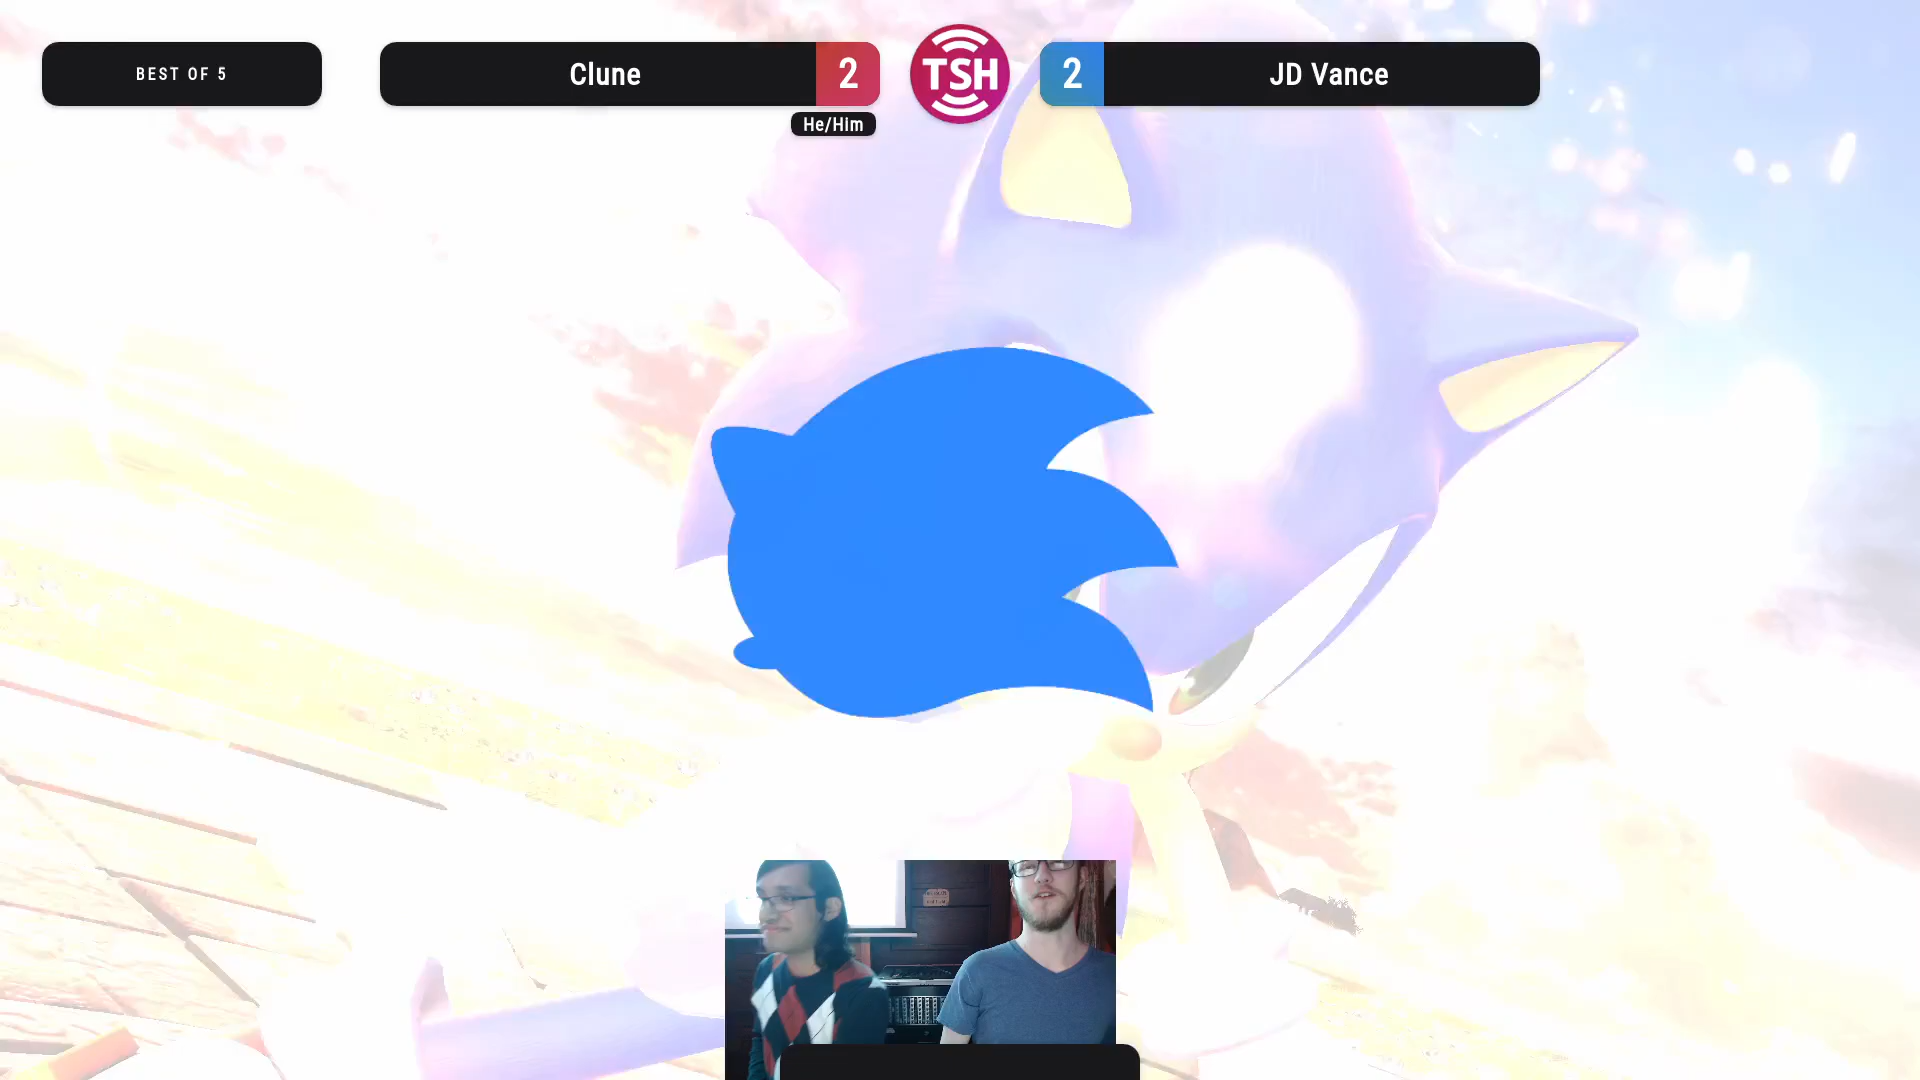 BEST OF 5
Clune
2
TSH
2
JD Vance
He/Him